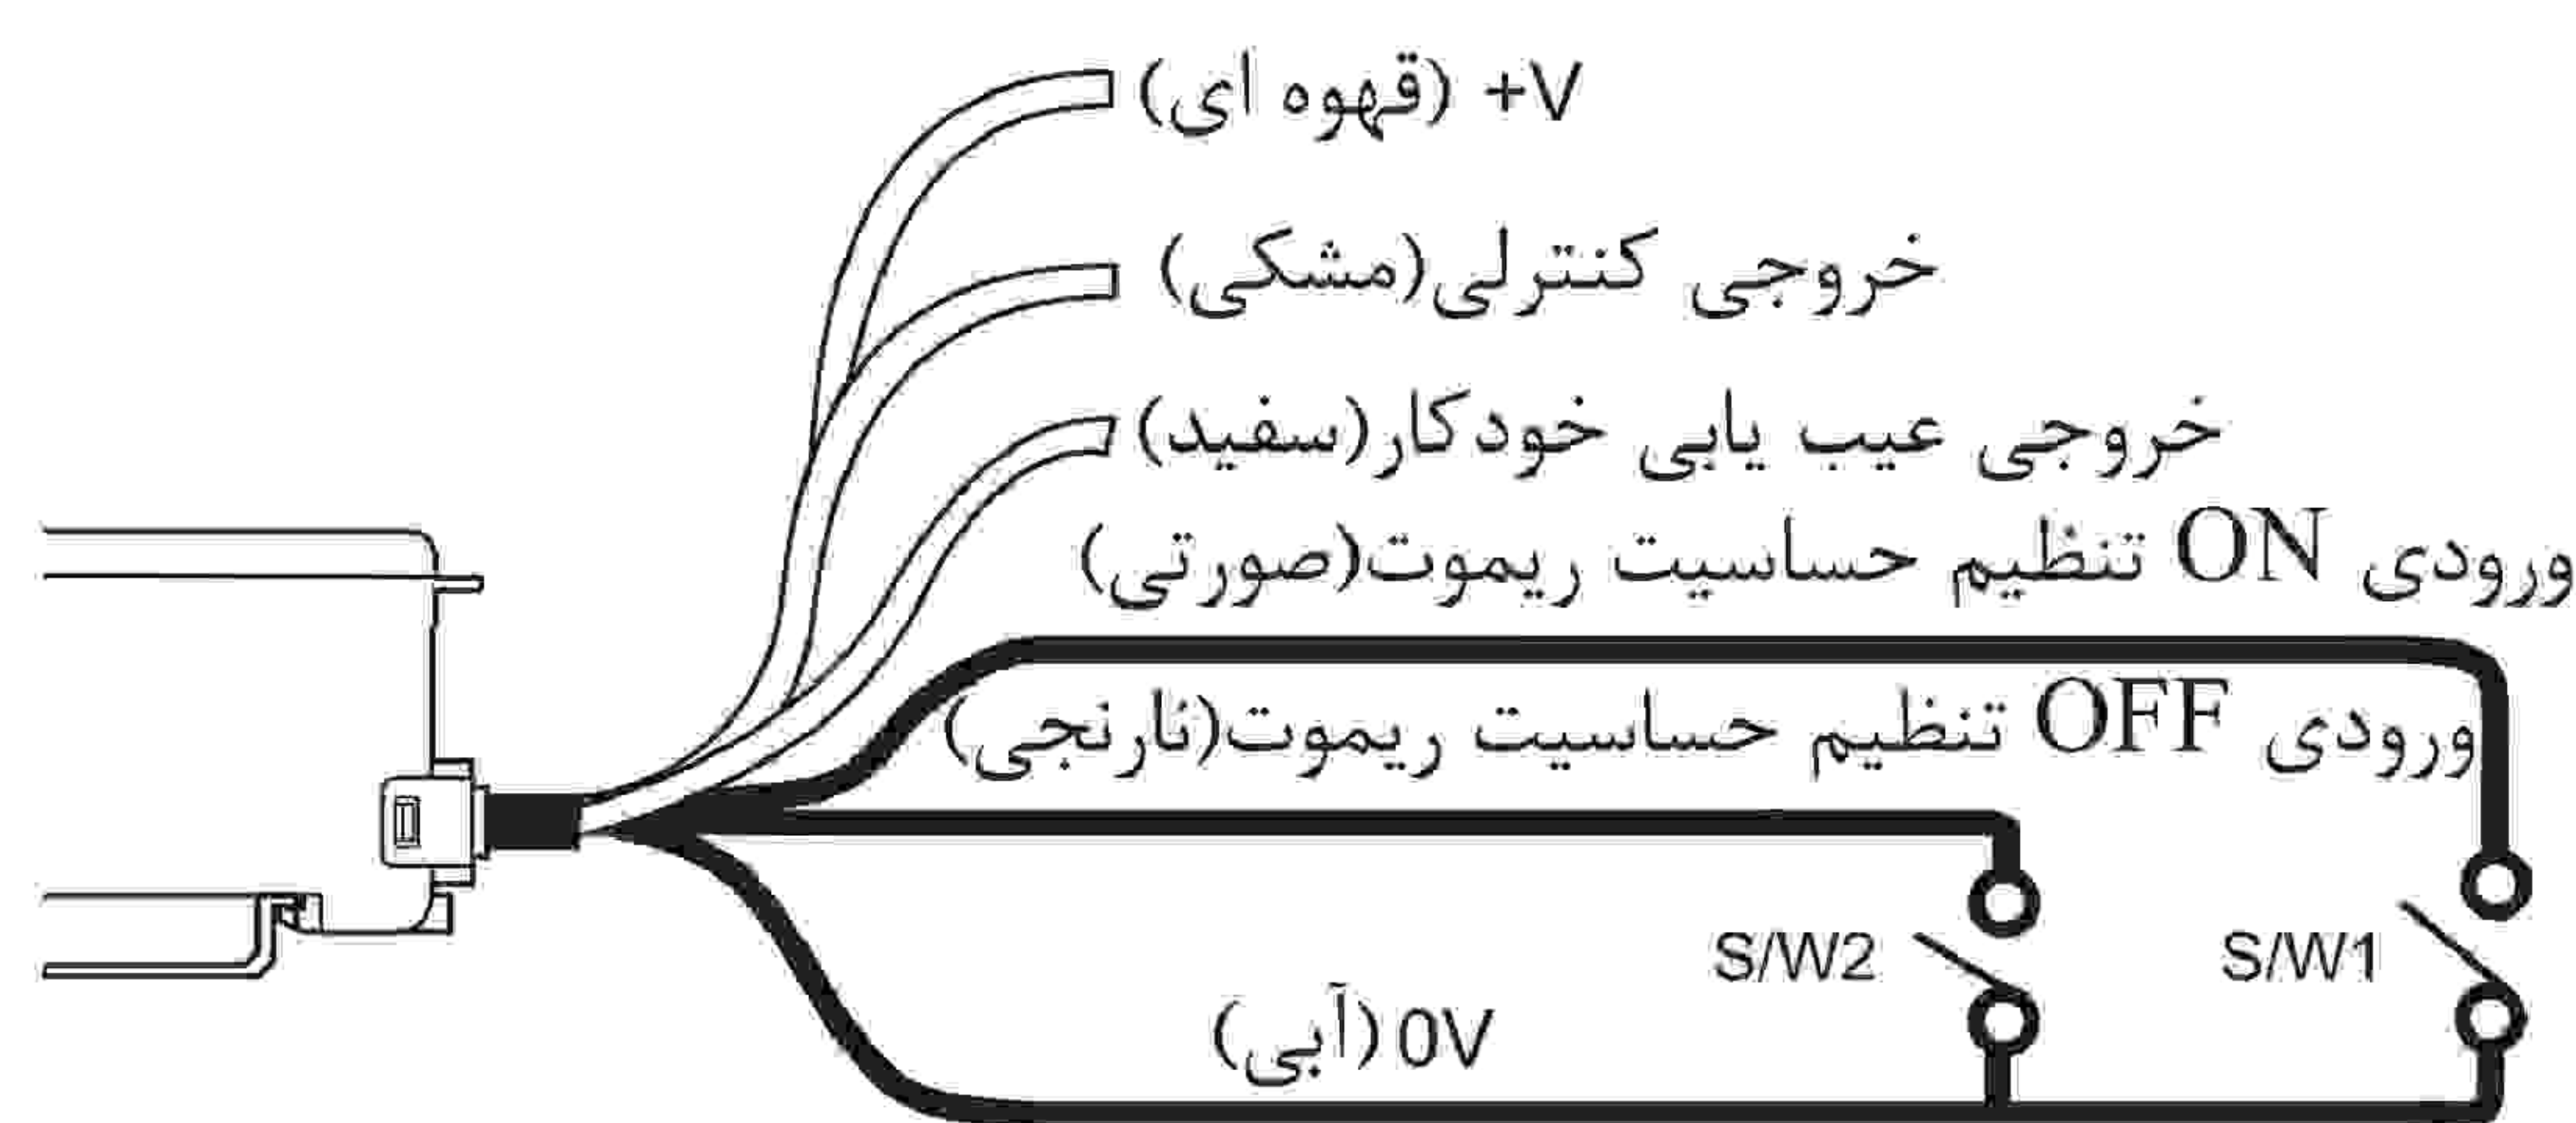 +V (قهوه ای)
خروجی کنترلی(مشکی)
خروجی عیب یابی خودکار(سفید)
ورودی ON تنظیم حساسیت ریموت(صورتی)
ورودی OFF تنظیم حساسیت ریموت(نارنجی)
S/W2
S/W1
0V(آبی)